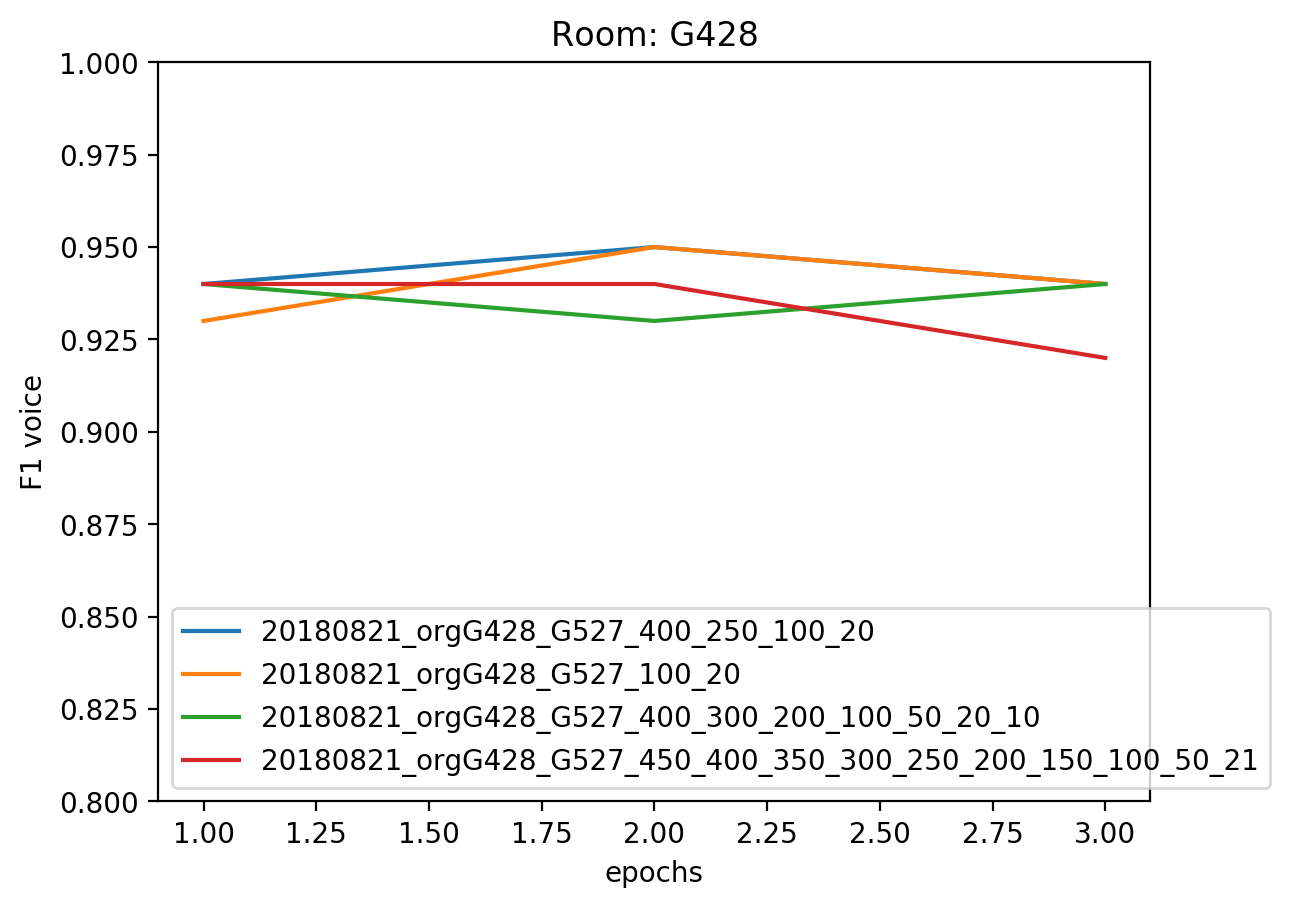 Room: G428
1.000
0.975
0.950
0.925
0.900
0.875
0.850
0.825
0.800
F1 voice
20180821_orgG428_G527_400_250_100_20
20180821_orgG428_G527_100_20
20180821_orgG428_G527_400_300_200_100_50_20_10
20180821_orgG428_G527_450_400_350_300_250_200_150_100_50_21
1.00 1.25 1.50 1.75 2.00 2.25 2.50 2.75 3.00
epochs